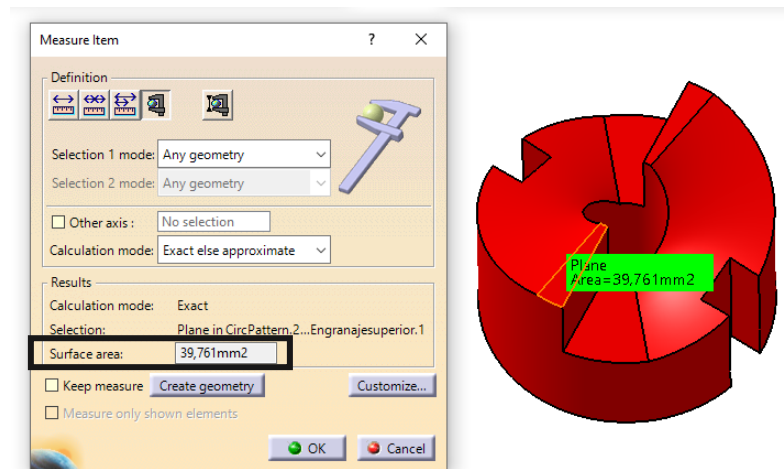 Measure Item
Definition
Selection 1 mode: Any geometry
Selection 2 mode: Any geometry
Other axis : No selection
Calculation mode: Exact else approximate
Results
Calculation mode: Exact
Selection: Plane in CircPattern.2...Engranajesuperior.1
Surface area: 39,761mm2
Keep measure Create geometry Customize...
Measure only shown elements
OK Cancel
Plane
Area=39,761mm2